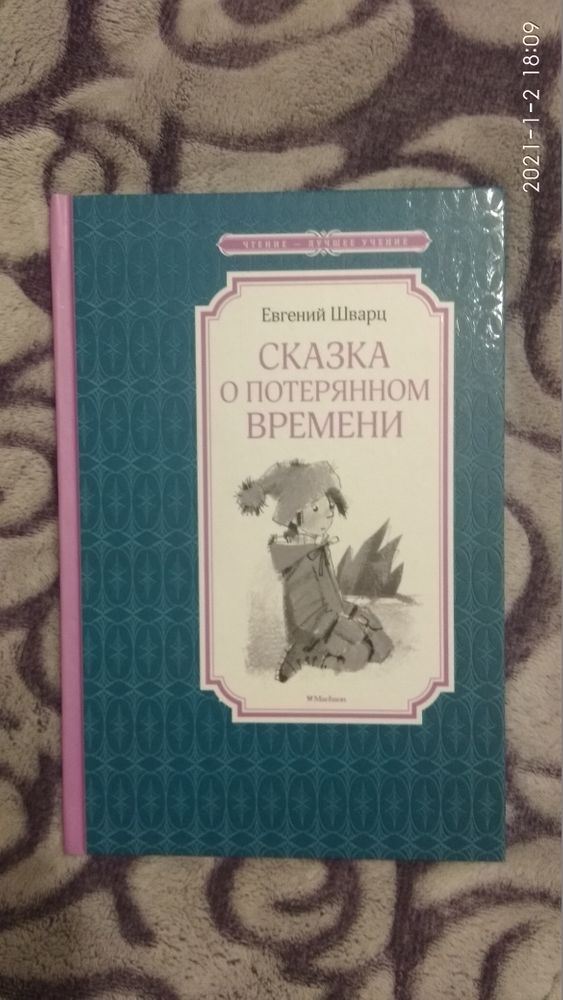 2021-1-2 18:09
ЧТЕНИЕ — ЛУЧШЕЕ УЧЕНИЕ
Евгений Шварц
СКАЗКА
О ПОТЕРЯННОМ
ВРЕМЕНИ
Machaon